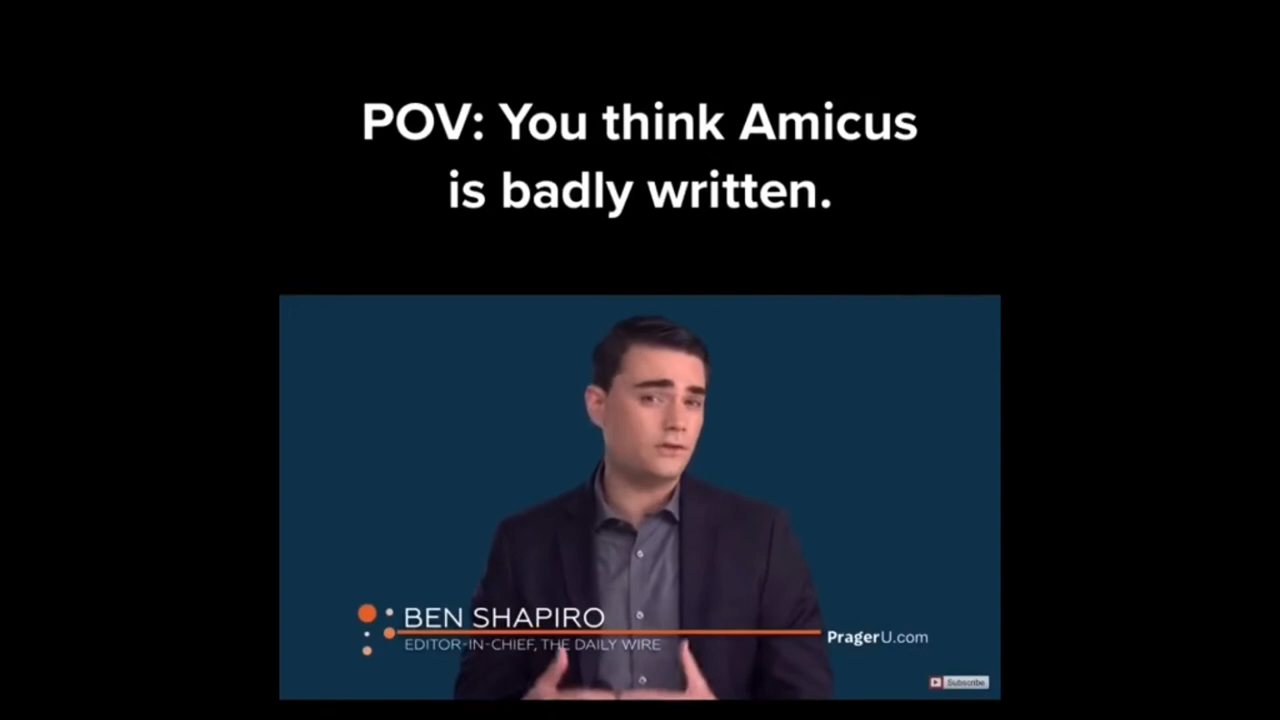 POV: You think Amicus
is badly written.
BEN SHAPIRO
EDITOR-IN-CHIEF, THE DAILY WIRE
PragerU.com
Subscribe